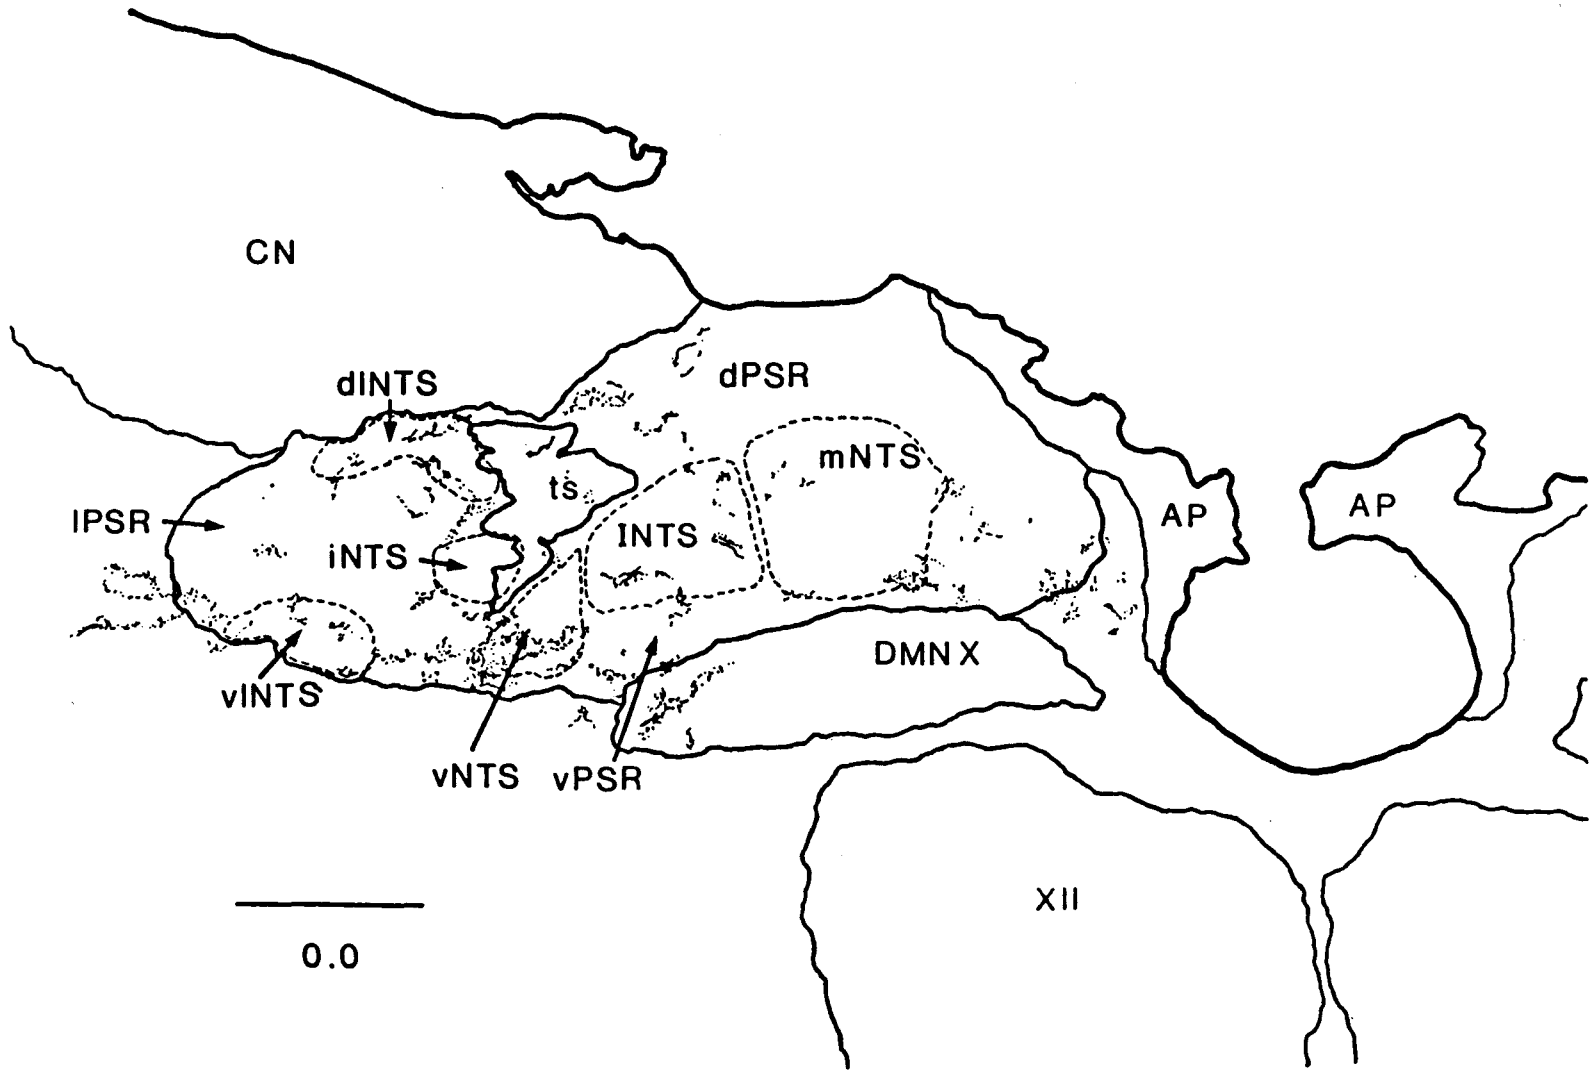 CN
dlNTS
dPSR
mNTS
ts
lPSR
AP
AP
lNTS
iNTS
DMN X
vlNTS
vNTS
vPSR
XII
0.0